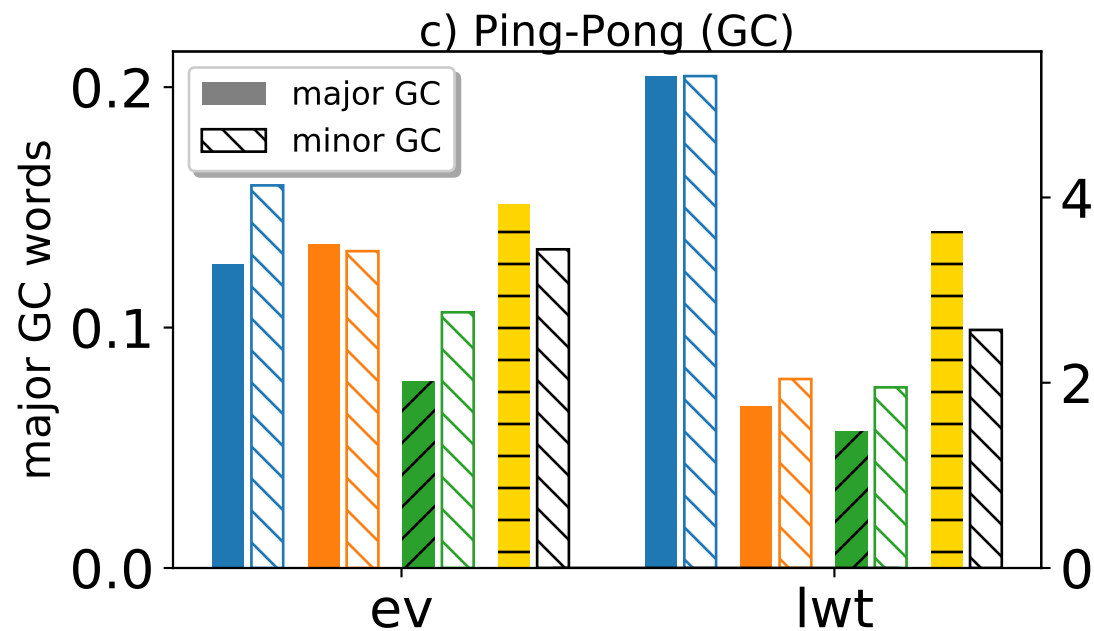 c) Ping-Pong (GC)
major GC
minor GC
major GC words
0.2
0.1
0.0
4
2
0
ev
lwt